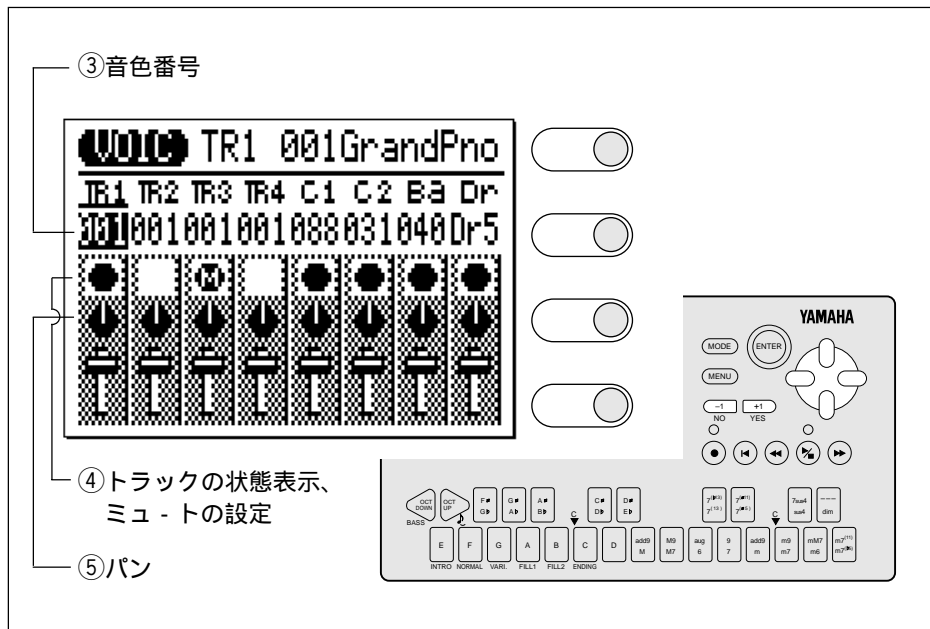 ③音色番号
VOIC TR1 001GrandPno
TR1 TR2 TR3 TR4 C1 C2 Ba Dr
001 001 001 001 088 031 040 Dr5
M
④トラックの状態表示、
ミュ - トの設定
⑤パン
YAMAHA
MODE
ENTER
MENU
−1 +1
NO YES
OCT DOWN
OCT UP
BASS
F♯ G♯ A♯ C♯ D♯
G♭ A♭ B♭ D♭ E♭
C
7sus4 ---
sus4 dim
C
E F G A B C D
add9 M9 aug 9 add9 m9 mM7 m7(11)
M M7 6 7 m m7 m6
INTRO NORMAL VARI. FILL1 FILL2 ENDING